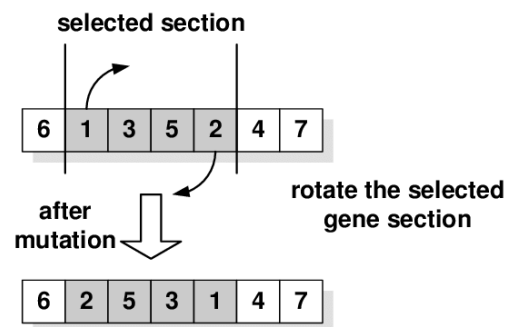 selected section
6 1 3 5 2 4 7
rotate the selected
gene section
after
mutation
6 2 5 3 1 4 7